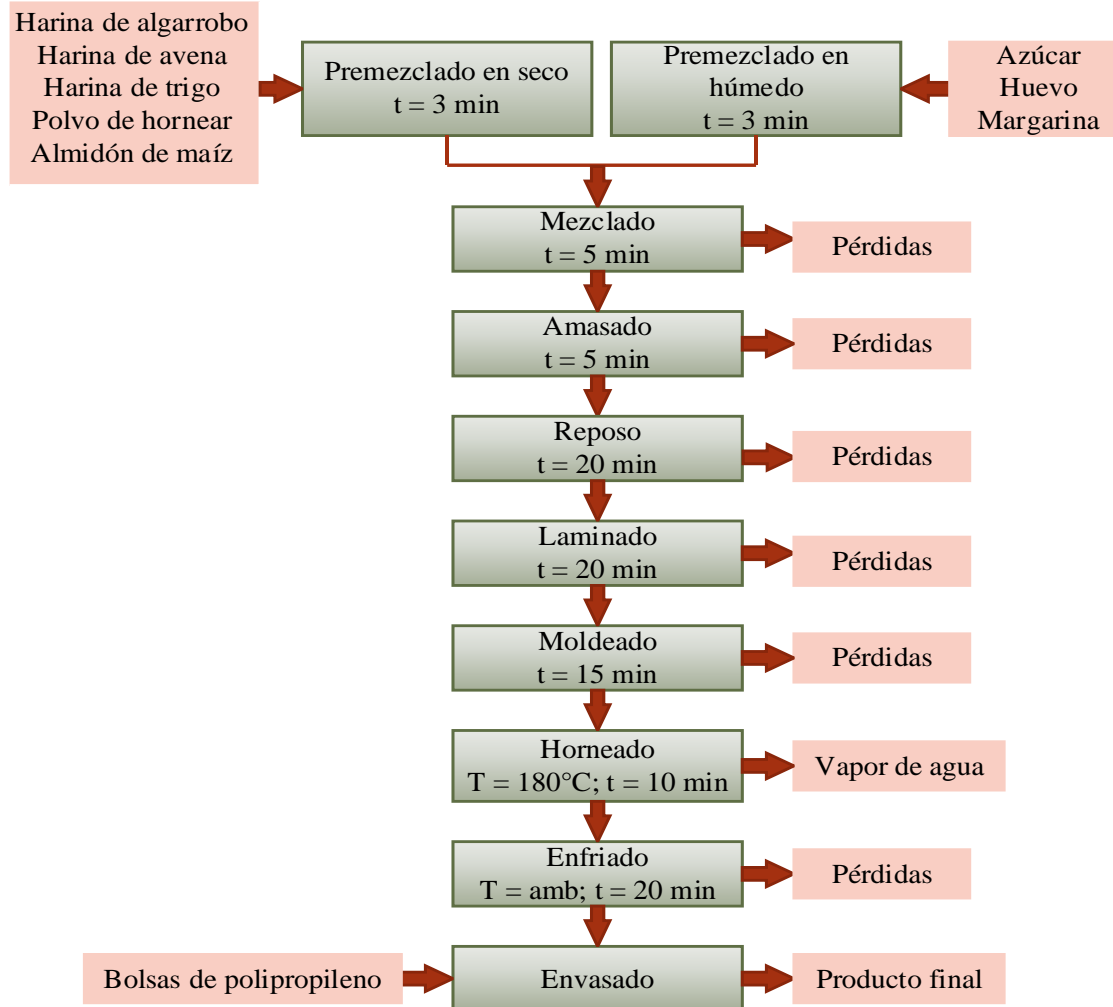 Harina de algarrobo
Harina de avena
Harina de trigo
Polvo de hornear
Almidón de maíz
Premezclado en seco
t = 3 min
Premezclado en
húmedo
t = 3 min
Azúcar
Huevo
Margarina
Mezclado
t = 5 min
Pérdidas
Amasado
t = 5 min
Pérdidas
Reposo
t = 20 min
Pérdidas
Laminado
t = 20 min
Pérdidas
Moldeado
t = 15 min
Pérdidas
Horneado
T = 180°C; t = 10 min
Vapor de agua
Enfriado
T = amb; t = 20 min
Pérdidas
Bolsas de polipropileno
Envasado
Producto final